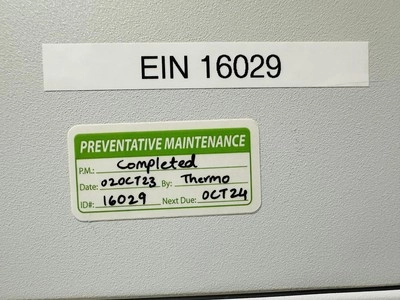 EIN 16029
PREVENTATIVE MAINTENANCE
P.M.: Completed
Date: 02OCT23 By: Thermo
ID#: 16029 Next Due: OCT24